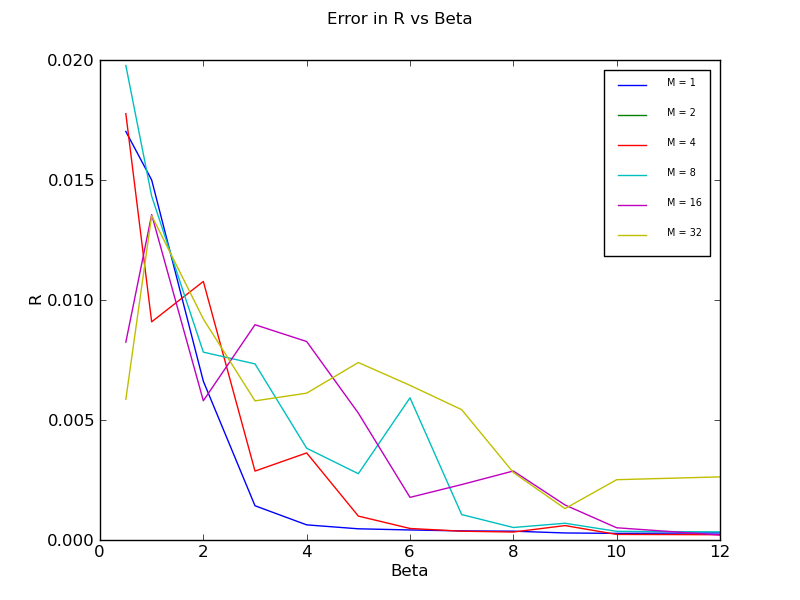 Error in R vs Beta
0.020
0.015
0.010
0.005
0.000
R
0
2
4
6
8
10
12
Beta
M = 1
M = 2
M = 4
M = 8
M = 16
M = 32